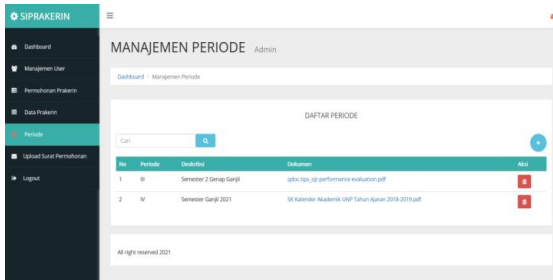 SIPRAKERIN
Dashboard
Manajemen User
Permohonan Prakerin
Data Prakerin
Periode
Upload Surat Permohonan
Logout
MANAJEMEN PERIODE Admin
Dashboard / Manajemen Periode
DAFTAR PERIODE
Cari
No Periode Deskrisi Dokumen Aksi
1 III Semester 2 Genap Ganjil qdoc.tips_ojt-performance-evaluation.pdf
2 IV Semester Ganjil 2021 SK Kalender Akademik UNP Tahun Ajaran 2018-2019.pdf
All right reserved 2021